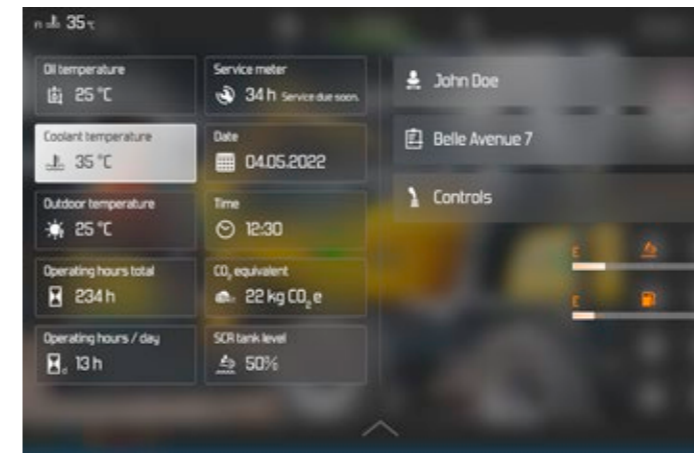 35 °C
Oil temperature
25 °C
Service meter
34 h Service due soon.
Coolant temperature
35 °C
Date
04.05.2022
Outdoor temperature
25 °C
Time
12:30
Operating hours total
234 h
CO₂ equivalent
22 kg CO₂ e
Operating hours / day
d 13 h
SCR tank level
50%
John Doe
Belle Avenue 7
Controls
E
E